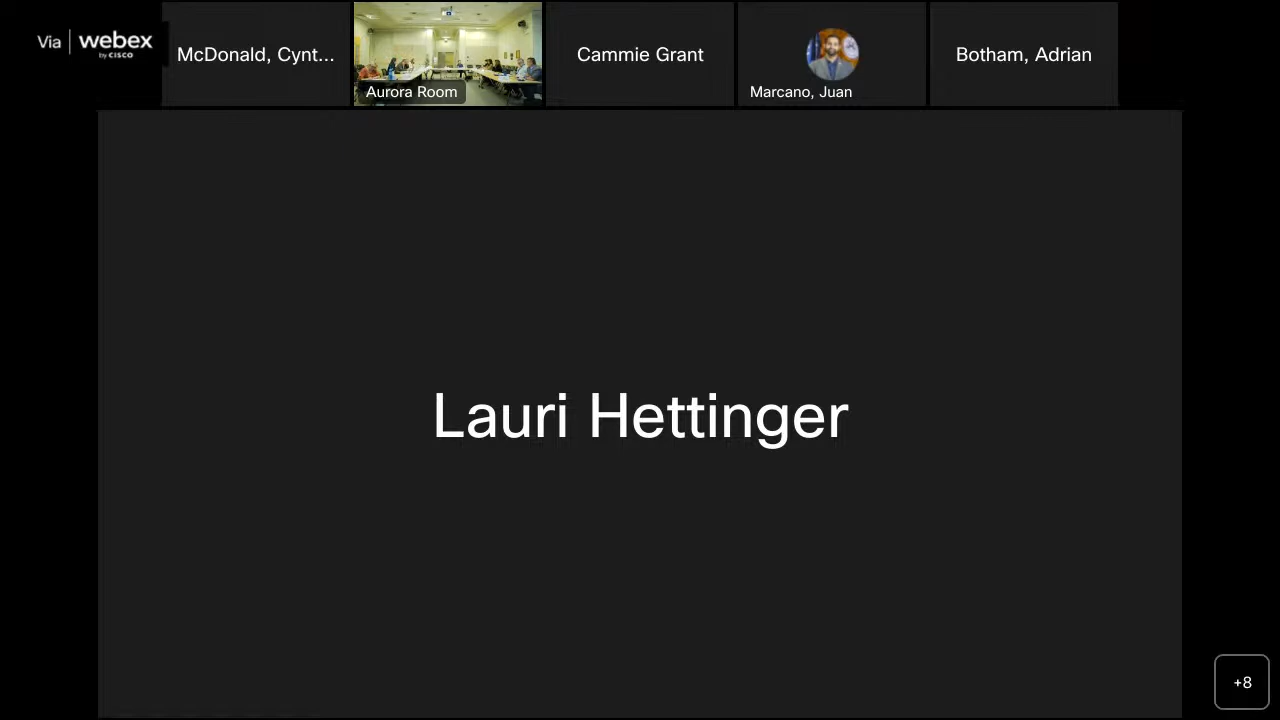 Via webex
by CISCO
McDonald, Cynt...
Aurora Room
Cammie Grant
Marcano, Juan
Botham, Adrian
Lauri Hettinger
+8